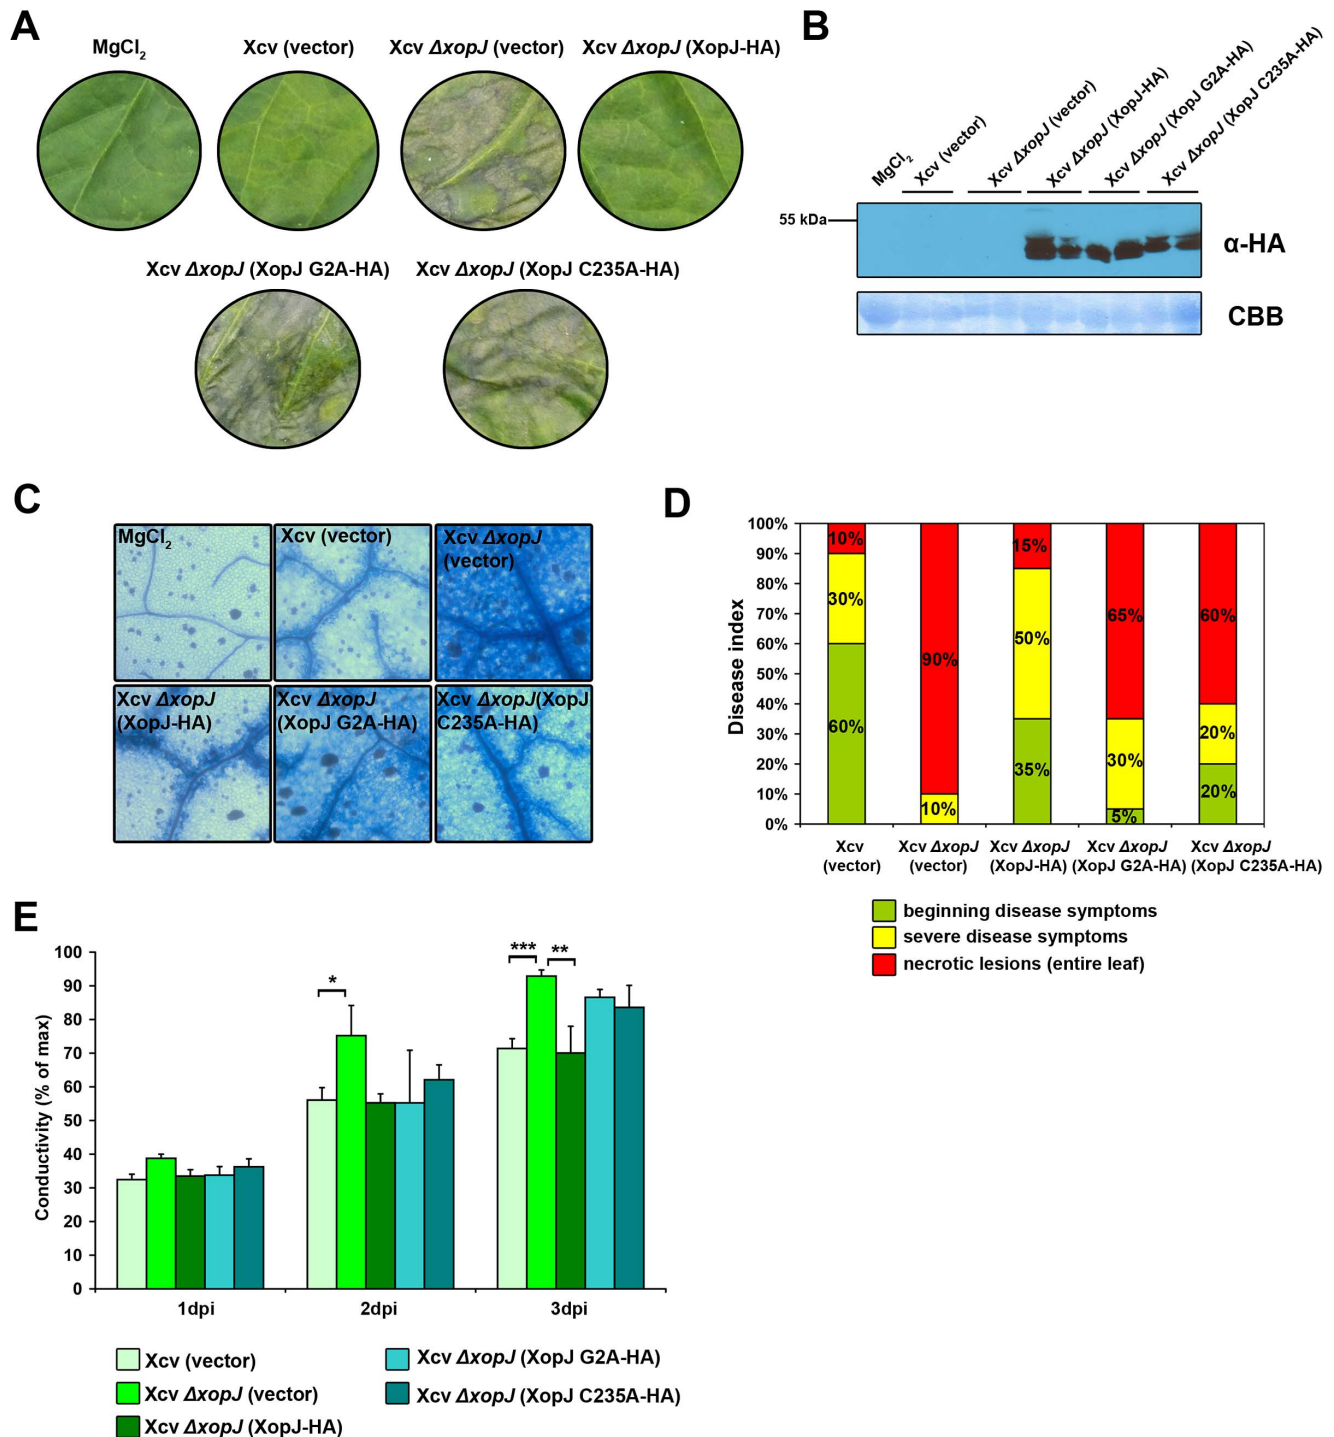 A
MgCl₂
Xcv (vector)
Xcv ΔxopJ (vector)
Xcv ΔxopJ (XopJ-HA)
Xcv ΔxopJ (XopJ G2A-HA)
Xcv ΔxopJ (XopJ C235A-HA)
B
MgCl₂
Xcv (vector)
Xcv ΔxopJ (vector)
Xcv ΔxopJ (XopJ-HA)
Xcv ΔxopJ (XopJ G2A-HA)
Xcv ΔxopJ (XopJ C235A-HA)
55 kDa
α-HA
CBB
C
MgCl₂
Xcv (vector)
Xcv ΔxopJ
(vector)
Xcv ΔxopJ
(XopJ-HA)
Xcv ΔxopJ
(XopJ G2A-HA)
Xcv ΔxopJ(XopJ
C235A-HA)
D
Disease index
100%
90%
80%
70%
60%
50%
40%
30%
20%
10%
0%
10%
30%
60%
90%
10%
15%
50%
35%
65%
30%
5%
60%
20%
20%
Xcv
(vector)
Xcv ΔxopJ
(vector)
Xcv ΔxopJ
(XopJ-HA)
Xcv ΔxopJ
(XopJ G2A-HA)
Xcv ΔxopJ
(XopJ C235A-HA)
beginning disease symptoms
severe disease symptoms
necrotic lesions (entire leaf)
E
Conductivity (% of max)
100
90
80
70
60
50
40
30
20
10
0
*
***
**
1dpi
2dpi
3dpi
Xcv (vector)
Xcv ΔxopJ (vector)
Xcv ΔxopJ (XopJ-HA)
Xcv ΔxopJ (XopJ G2A-HA)
Xcv ΔxopJ (XopJ C235A-HA)